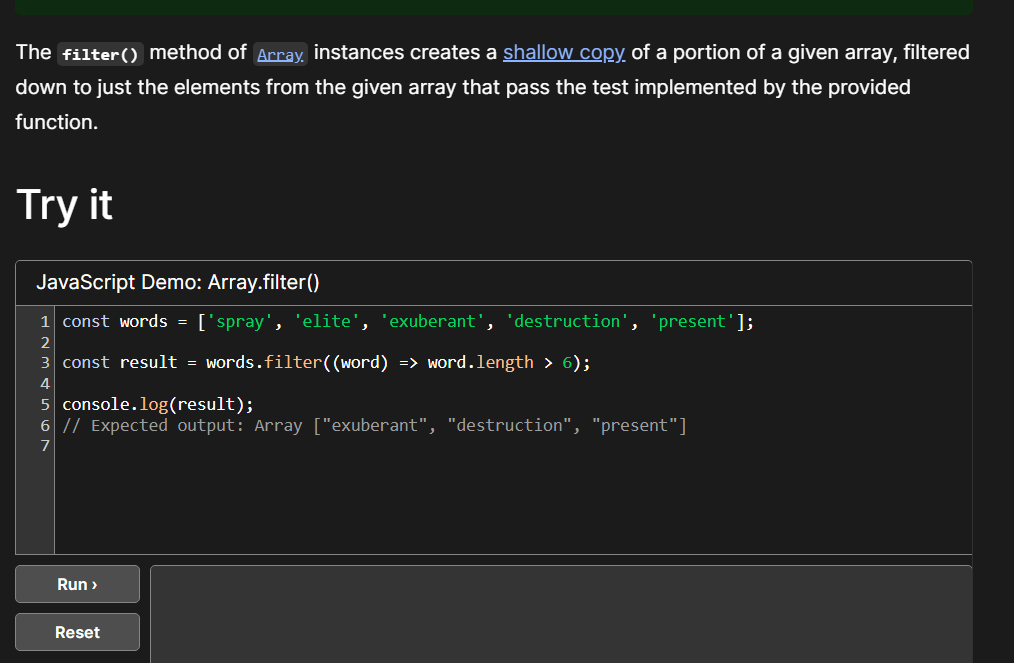 The filter() method of Array instances creates a shallow copy of a portion of a given array, filtered
down to just the elements from the given array that pass the test implemented by the provided
function.
Try it
JavaScript Demo: Array.filter()
1 const words = ['spray', 'elite', 'exuberant', 'destruction', 'present'];
2
3 const result = words.filter((word) => word.length > 6);
4
5 console.log(result);
6 // Expected output: Array ["exuberant", "destruction", "present"]
7
Run ›
Reset